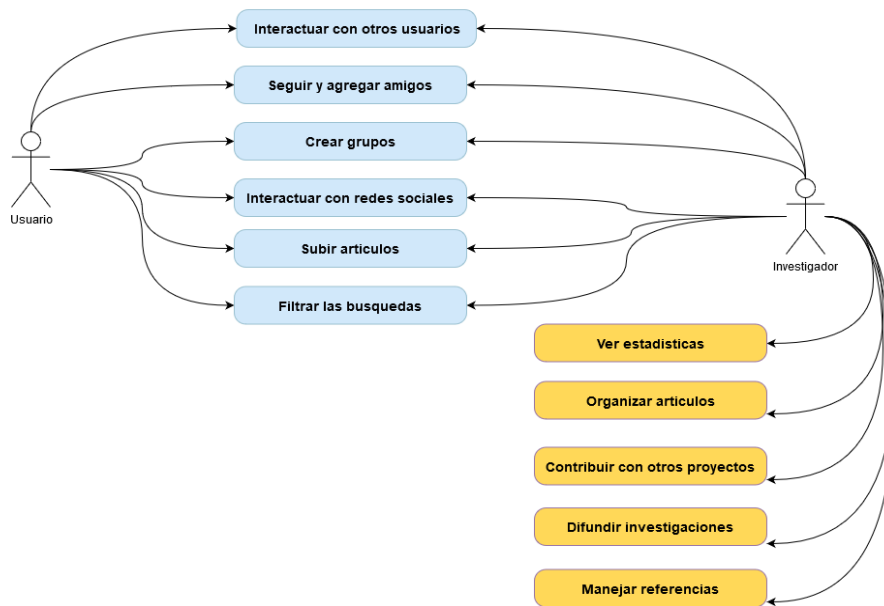 Interactuar con otros usuarios
Seguir y agregar amigos
Crear grupos
Interactuar con redes sociales
Usuario
Subir articulos
Investigador
Filtrar las busquedas
Ver estadisticas
Organizar articulos
Contribuir con otros proyectos
Difundir investigaciones
Manejar referencias